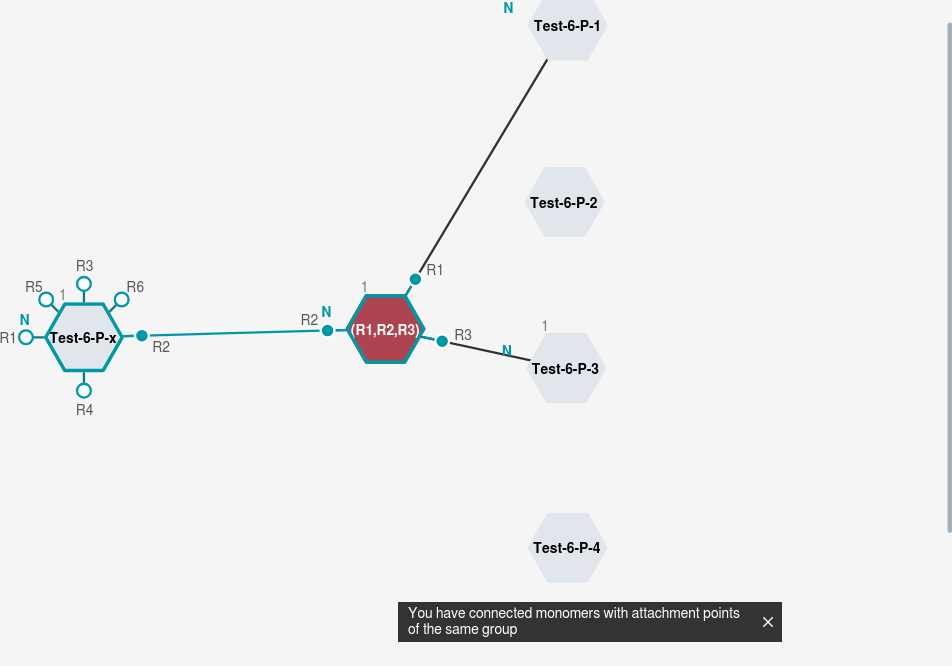 N
Test-6-P-1
Test-6-P-2
R3
R5
1
R6
N
R1
Test-6-P-x
R2
R4
1
R1
N
R2
(R1,R2,R3)
R3
1
N
Test-6-P-3
Test-6-P-4
You have connected monomers with attachment points
of the same group